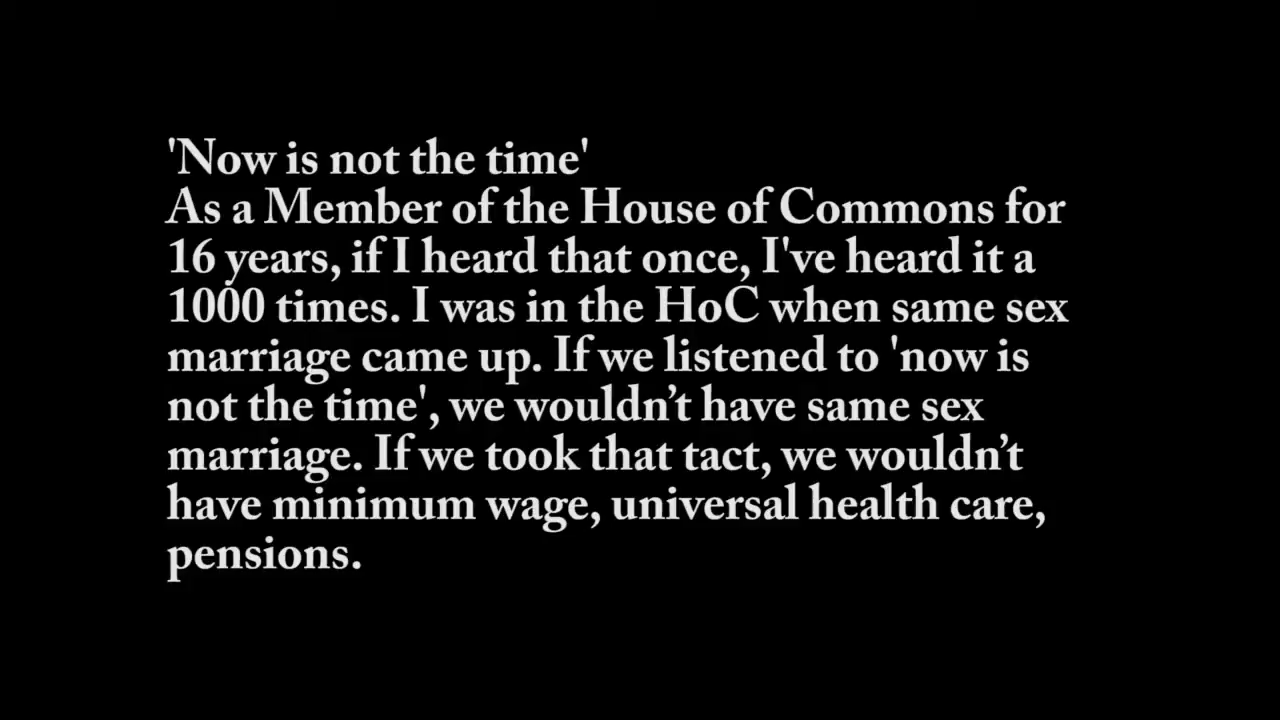 'Now is not the time'
As a Member of the House of Commons for
16 years, if I heard that once, I've heard it a
1000 times. I was in the HoC when same sex
marriage came up. If we listened to 'now is
not the time', we wouldn’t have same sex
marriage. If we took that tact, we wouldn’t
have minimum wage, universal health care,
pensions.